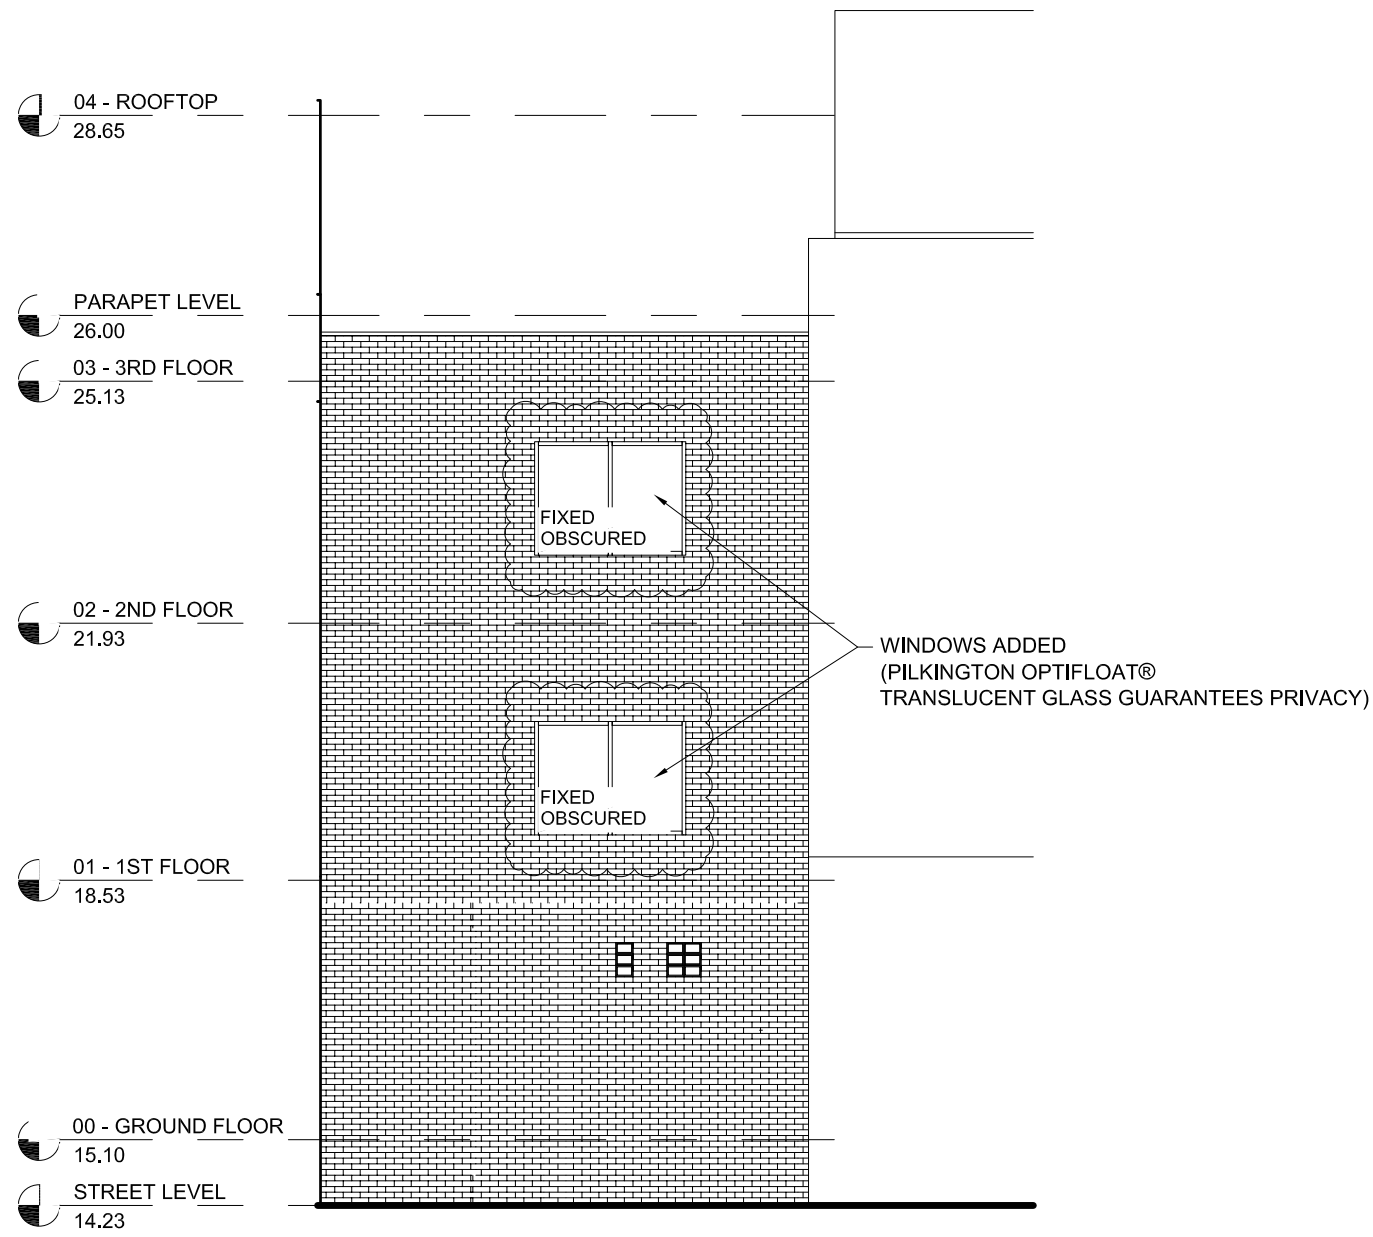 04 - ROOFTOP
28.65
PARAPET LEVEL
26.00
03 - 3RD FLOOR
25.13
FIXED
OBSCURED
02 - 2ND FLOOR
21.93
WINDOWS ADDED
(PILKINGTON OPTIFLOAT®
TRANSLUCENT GLASS GUARANTEES PRIVACY)
FIXED
OBSCURED
01 - 1ST FLOOR
18.53
00 - GROUND FLOOR
15.10
STREET LEVEL
14.23